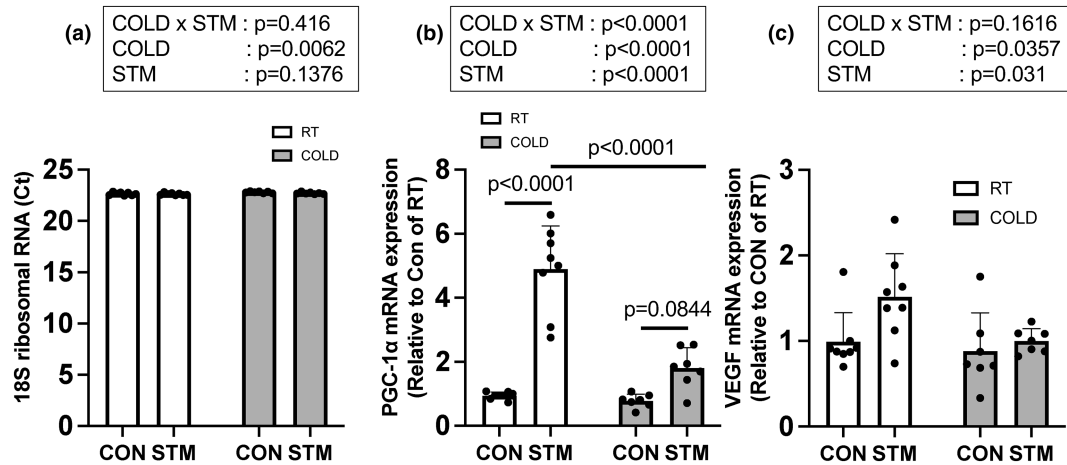 (a)
COLD x STM : p=0.416
COLD : p=0.0062
STM : p=0.1376
RT
COLD
18S ribosomal RNA (Ct)
25
20
15
10
5
0
CON STM CON STM
(b)
COLD x STM : p<0.0001
COLD : p<0.0001
STM : p<0.0001
RT
COLD
p<0.0001
p<0.0001
p=0.0844
PGC-1α mRNA expression
(Relative to Con of RT)
8
6
4
2
0
CON STM CON STM
(c)
COLD x STM : p=0.1616
COLD : p=0.0357
STM : p=0.031
RT
COLD
VEGF mRNA expression
(Relative to CON of RT)
3
2
1
0
CON STM CON STM